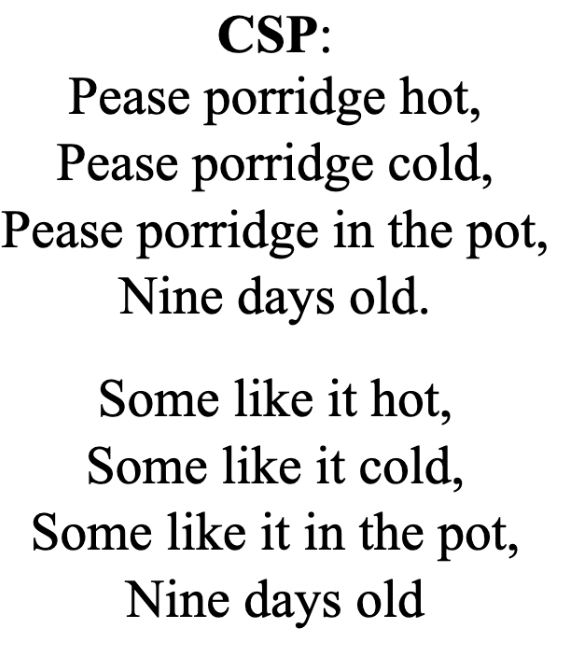 CSP:
Pease porridge hot,
Pease porridge cold,
Pease porridge in the pot,
Nine days old.
Some like it hot,
Some like it cold,
Some like it in the pot,
Nine days old